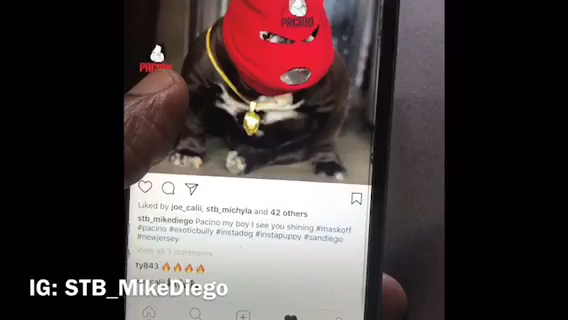 PACINO
PACINO
Liked by joe_calii, stb_michyla and 42 others
stb_mikediego Pacino my boy I see you shining #maskoff
#pacino #exoticbully #instadog #instapuppy #sandiego
#newjersey
View all 3 comments
ty843 🔥🔥🔥🔥
IG: STB_MikeDiego